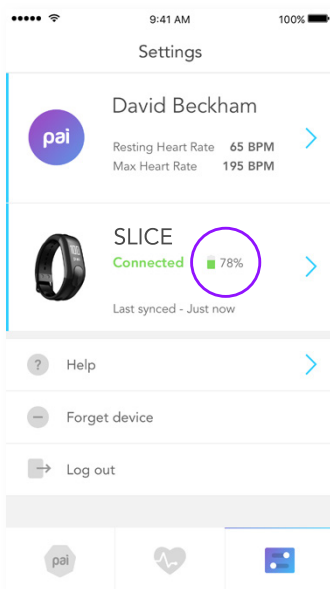 9:41 AM 100%
Settings
pai
David Beckham
Resting Heart Rate 65 BPM
Max Heart Rate 195 BPM
SLICE
Connected 78%
Last synced - Just now
? Help
Forget device
Log out
pai